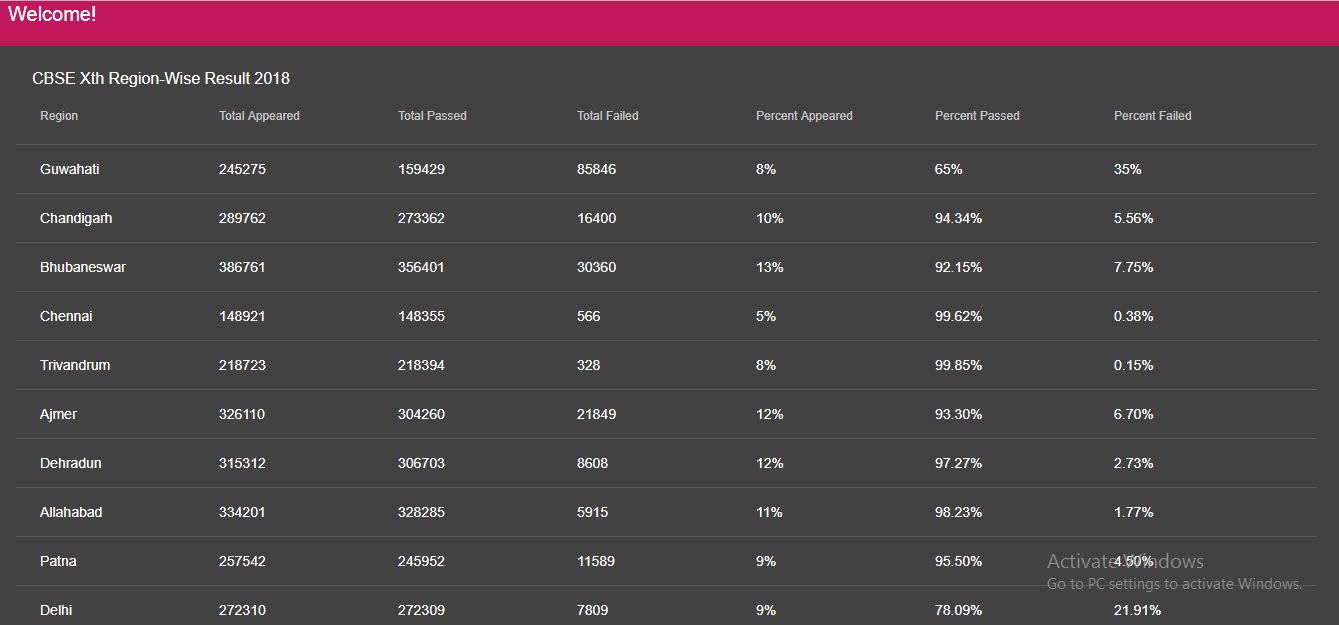 Welcome!
CBSE Xth Region-Wise Result 2018
Region Total Appeared Total Passed Total Failed Percent Appeared Percent Passed Percent Failed
Guwahati 245275 159429 85846 8% 65% 35%
Chandigarh 289762 273362 16400 10% 94.34% 5.56%
Bhubaneswar 386761 356401 30360 13% 92.15% 7.75%
Chennai 148921 148355 566 5% 99.62% 0.38%
Trivandrum 218723 218394 328 8% 99.85% 0.15%
Ajmer 326110 304260 21849 12% 93.30% 6.70%
Dehradun 315312 306703 8608 12% 97.27% 2.73%
Allahabad 334201 328285 5915 11% 98.23% 1.77%
Patna 257542 245952 11589 9% 95.50% 4.50%
Activate Windows
Go to PC settings to activate Windows.
Delhi 272310 272309 7809 9% 78.09% 21.91%